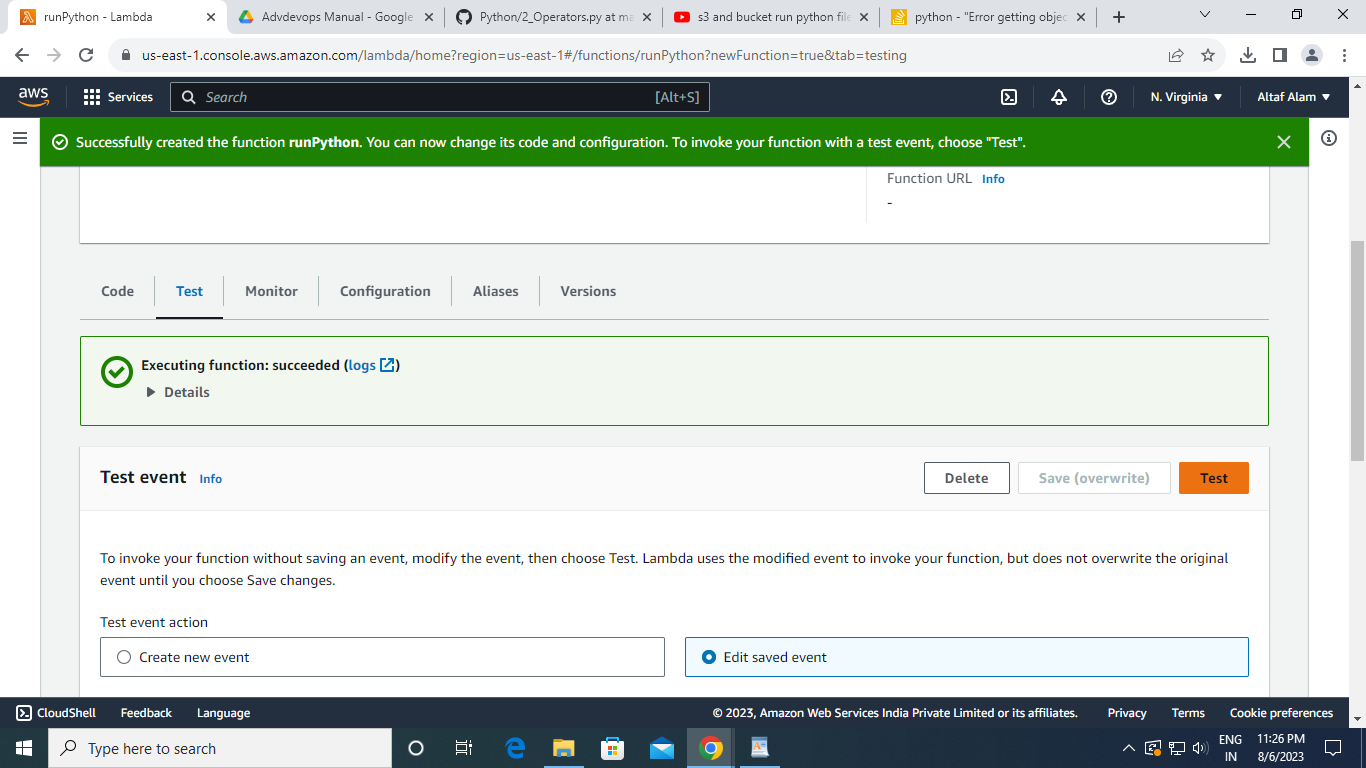 runPython - Lambda
Advdevops Manual - Google
Python/2_Operators.py at ma
s3 and bucket run python file
python - "Error getting objec
us-east-1.console.aws.amazon.com/lambda/home?region=us-east-1#/functions/runPython?newFunction=true&tab=testing
aws
Services
Search
[Alt+S]
N. Virginia
Altaf Alam
Successfully created the function runPython. You can now change its code and configuration. To invoke your function with a test event, choose "Test".
Function URL Info
-
Code
Test
Monitor
Configuration
Aliases
Versions
Executing function: succeeded (logs)
Details
Test event Info
Delete
Save (overwrite)
Test
To invoke your function without saving an event, modify the event, then choose Test. Lambda uses the modified event to invoke your function, but does not overwrite the original
event until you choose Save changes.
Test event action
Create new event
Edit saved event
CloudShell
Feedback
Language
© 2023, Amazon Web Services India Private Limited or its affiliates.
Privacy
Terms
Cookie preferences
Type here to search
ENG
IN
11:26 PM
8/6/2023